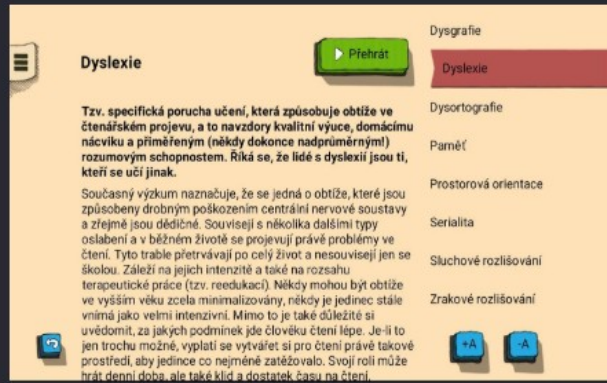 Dyslexie
Přehrát
Tzv. specifická porucha učení, která způsobuje obtíže ve
čtenářském projevu, a to navzdory kvalitní výuce, domácímu
nácviku a přiměřeným (někdy dokonce nadprůměrným!)
rozumovým schopnostem. Říká se, že lidé s dyslexií jsou ti,
kteří se učí jinak.
Současný výzkum naznačuje, že se jedná o obtíže, které jsou
způsobeny drobným poškozením centrální nervové soustavy
a zřejmě jsou dědičné. Souvisejí s několika dalšími typy
oslabení a v běžném životě se projevují právě problémy ve
čtení. Tyto trable přetrvávají po celý život a nesouvisejí jen se
školou. Záleží na jejich intenzitě a také na rozsahu
terapeutické práce (tzv. reedukaci). Někdy mohou být obtíže
ve vyšším věku zcela minimalizovány, někdy je jedinec stále
vnímá jako velmi intenzivní. Mimo to je také důležité si
uvědomit, za jakých podmínek jde člověku čtení lépe. Je-li to
jen trochu možné, vyplatí se vytvářet si pro čtení právě takové
prostředí, aby jedince co nejméně zatěžovalo. Svojí roli může
hrát denní doba, ale také klid a dostatek času na čtení.
Dysgrafie
Dyslexie
Dysortografie
Paměť
Prostorová orientace
Serialita
Sluchové rozlišování
Zrakové rozlišování
+A
-A